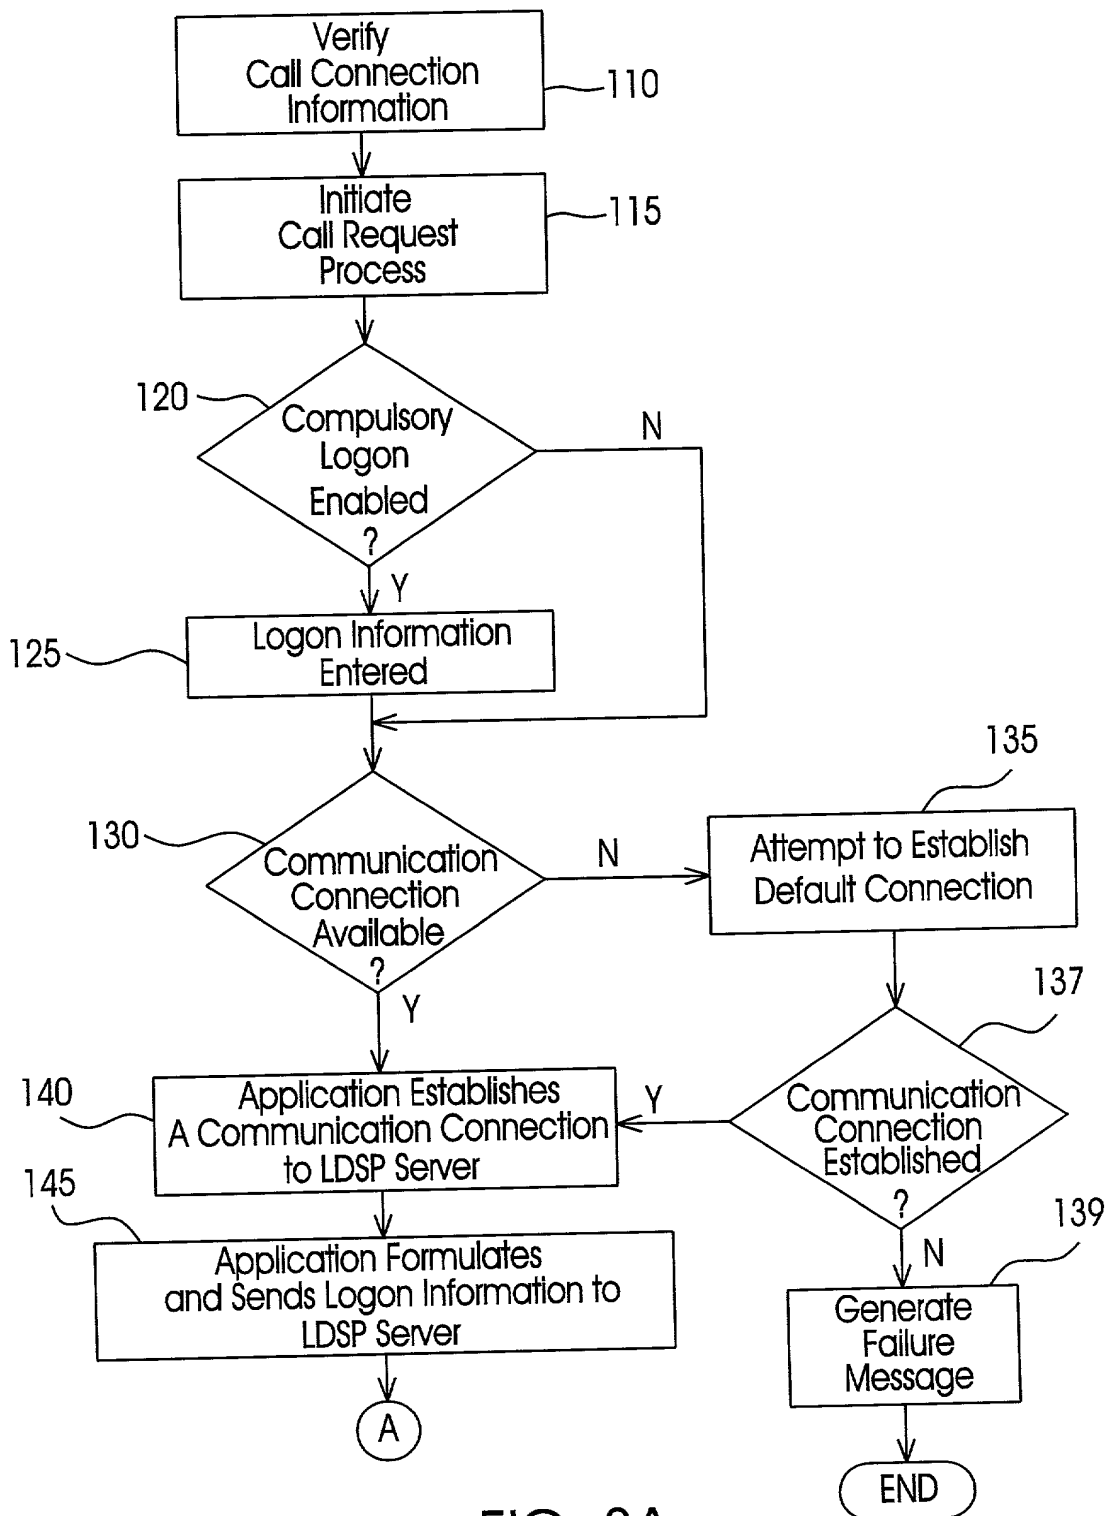 Verify
Call Connection
Information
110
Initiate
Call Request
Process
115
120
Compulsory
Logon
Enabled
?
N
Y
125
Logon Information
Entered
130
Communication
Connection
Available
?
N
Y
135
Attempt to Establish
Default Connection
137
Communication
Connection
Established
?
Y
N
140
Application Establishes
A Communication Connection
to LDSP Server
145
Application Formulates
and Sends Logon Information to
LDSP Server
A
139
Generate
Failure
Message
END